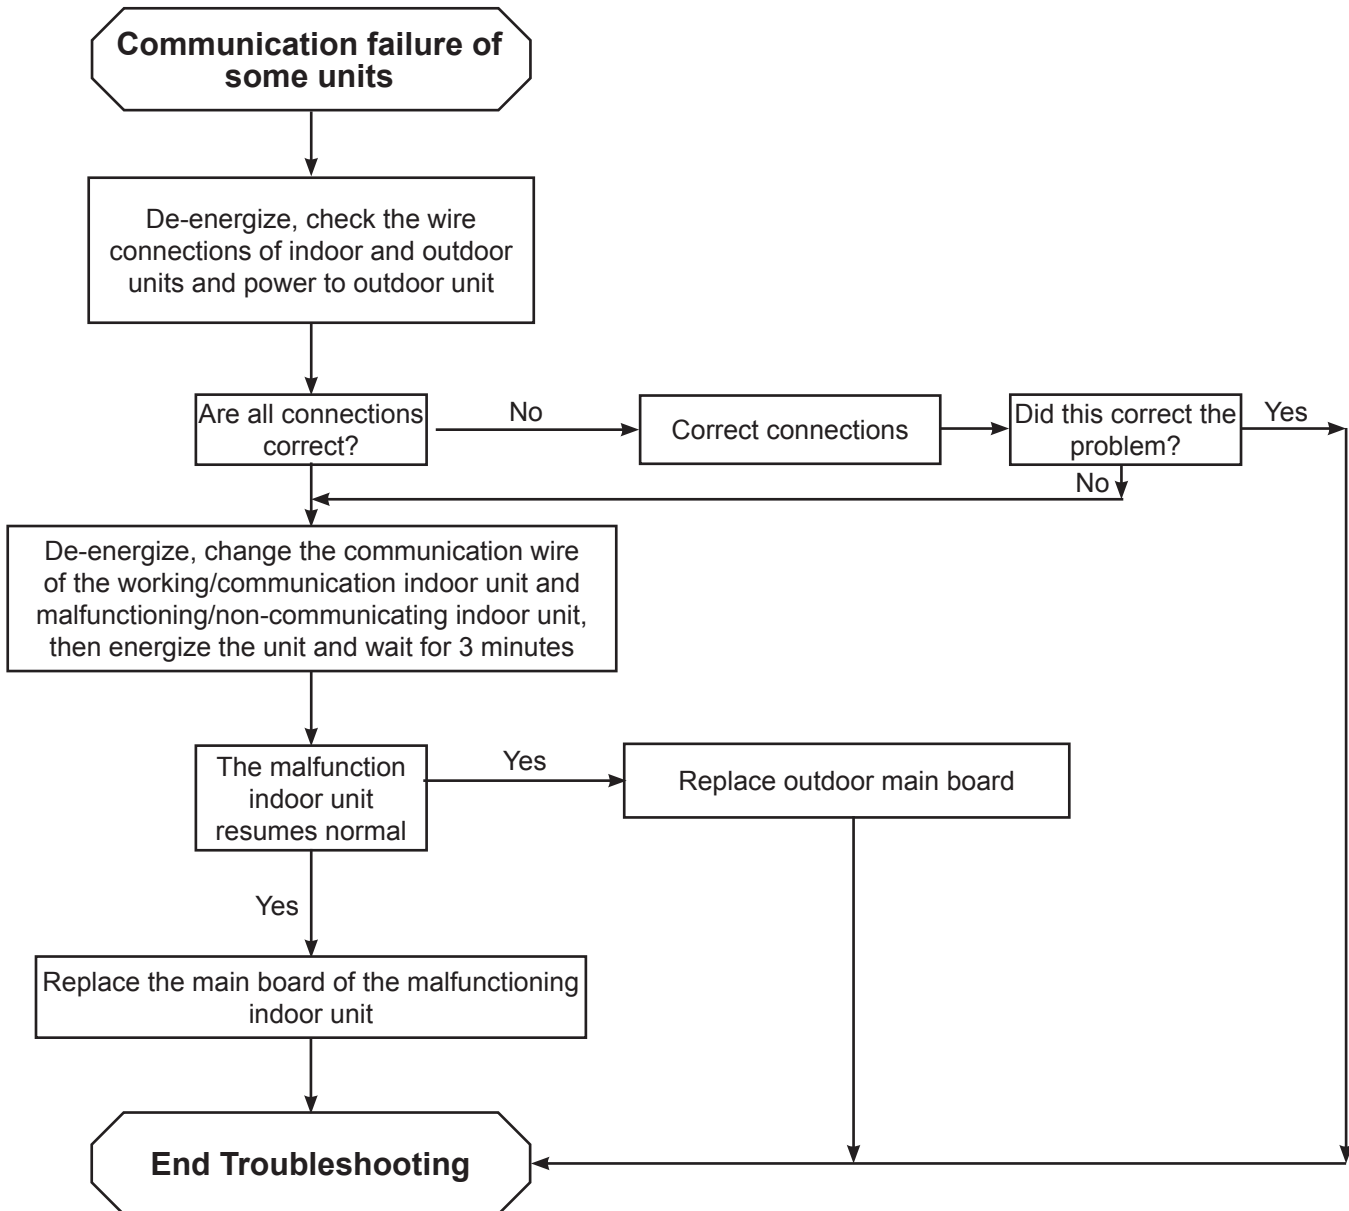 Communication failure of
some units
De-energize, check the wire
connections of indoor and outdoor
units and power to outdoor unit
Are all connections
correct?
No
Correct connections
Did this correct the
problem?
Yes
No
De-energize, change the communication wire
of the working/communication indoor unit and
malfunctioning/non-communicating indoor unit,
then energize the unit and wait for 3 minutes
The malfunction
indoor unit
resumes normal
Yes
Replace outdoor main board
Yes
Replace the main board of the malfunctioning
indoor unit
End Troubleshooting